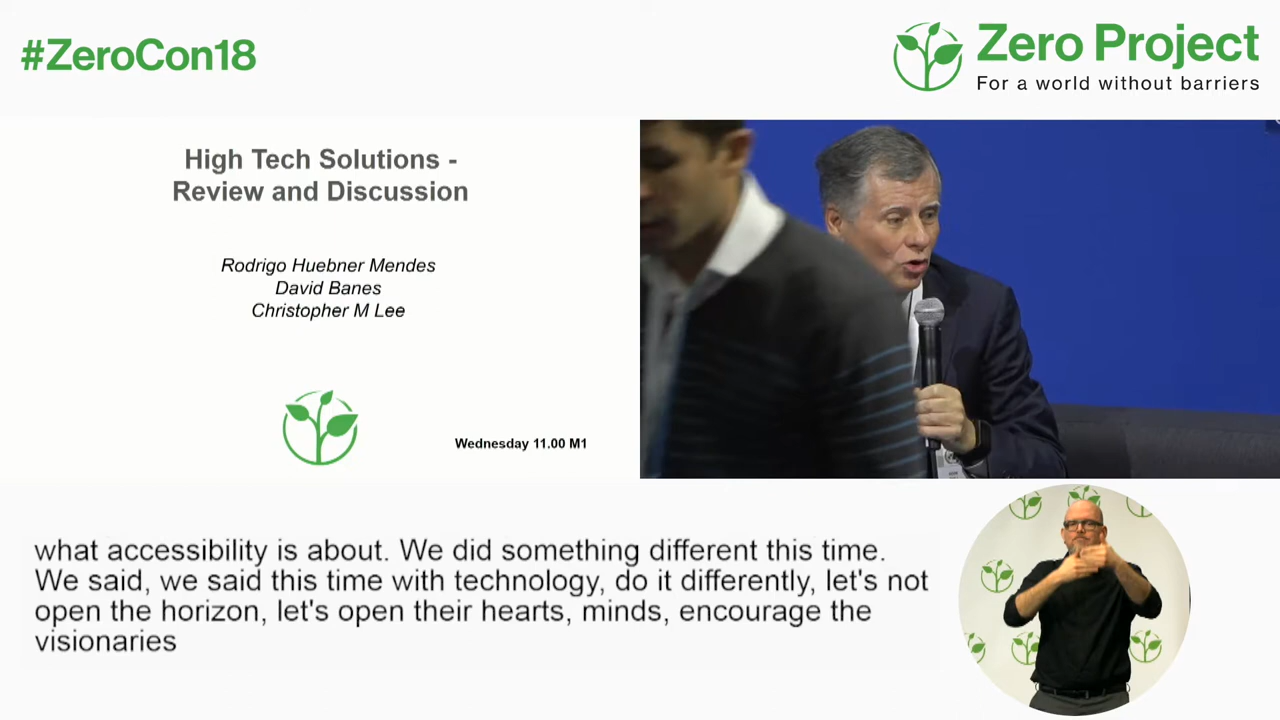 #ZeroCon18
Zero Project
For a world without barriers
High Tech Solutions -
Review and Discussion
Rodrigo Huebner Mendes
David Banes
Christopher M Lee
Wednesday 11.00 M1
what accessibility is about. We did something different this time.
We said, we said this time with technology, do it differently, let's not
open the horizon, let's open their hearts, minds, encourage the
visionaries